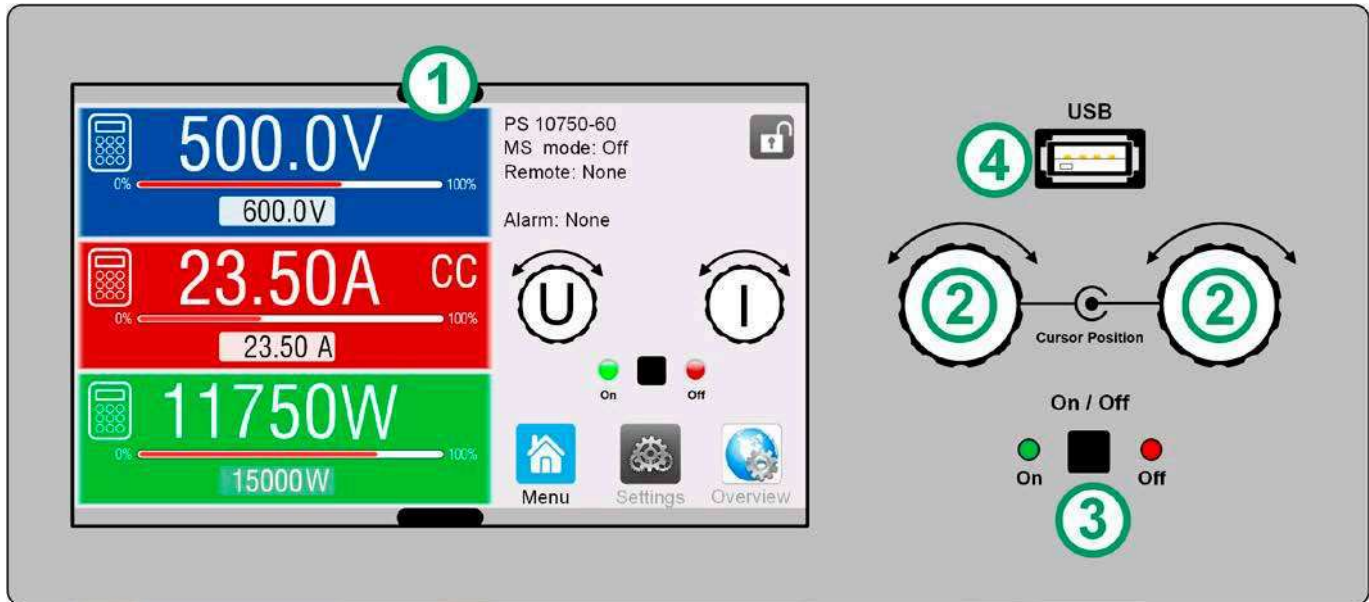 1
500.0V
0% 100%
600.0V
23.50A CC
0% 100%
23.50 A
11750W
0% 100%
15000W
PS 10750-60
MS mode: Off
Remote: None
Alarm: None
U I
On Off
Menu Settings Overview
USB
4
2 2
Cursor Position
On / Off
On Off
3